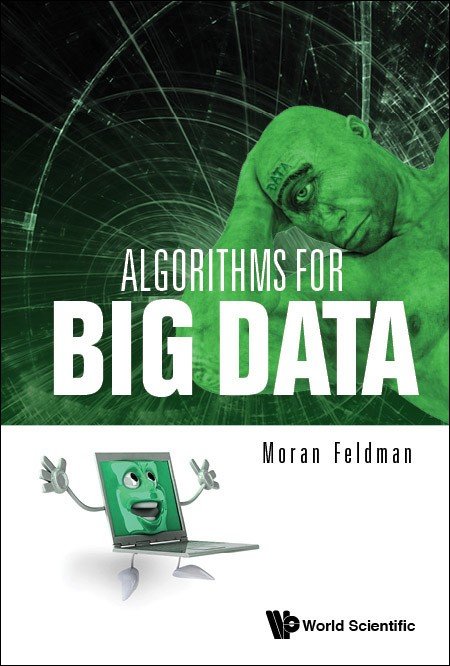 DATA
ALGORITHMS FOR
BIG DATA
Moran Feldman
World Scientific